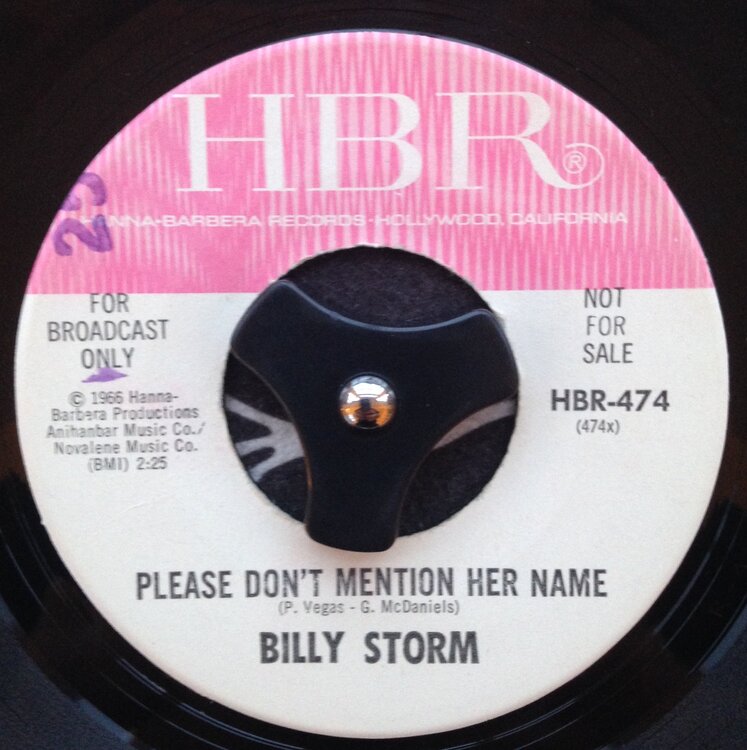 HBR®
HANNA-BARBERA RECORDS·HOLLYWOOD, CALIFORNIA
25
FOR
BROADCAST
ONLY
© 1966 Hanna-
Barbera Productions
Anihanbar Music Co./
Novalene Music Co.
(BMI) 2:25
NOT
FOR
SALE
HBR-474
(474x)
PLEASE DON'T MENTION HER NAME
(P. Vegas - G. McDaniels)
BILLY STORM